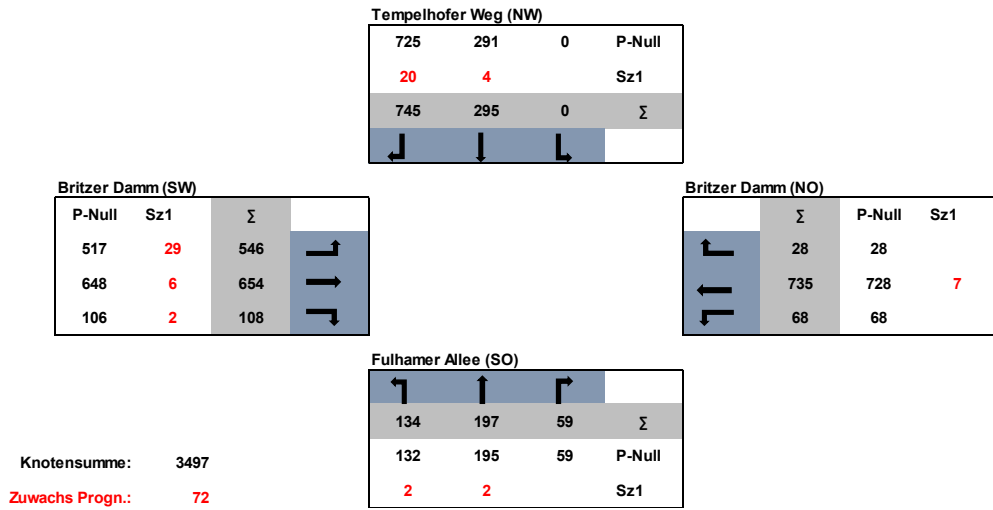 Tempelhofer Weg (NW)
725 291 0 P-Null
20 4 Sz1
745 295 0 Σ
Britzer Damm (SW)
P-Null Sz1 Σ
517 29 546
648 6 654
106 2 108
Britzer Damm (NO)
Σ P-Null Sz1
28 28
735 728 7
68 68
Fulhamer Allee (SO)
134 197 59 Σ
132 195 59 P-Null
2 2 Sz1
Knotensumme: 3497
Zuwachs Progn.: 72